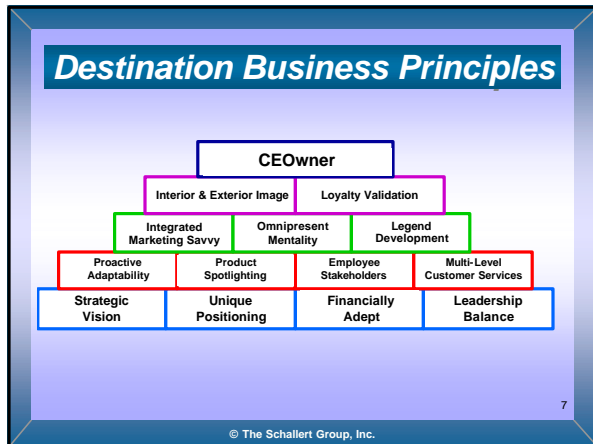 Destination Business Principles
CEOwner
Interior & Exterior Image
Loyalty Validation
Integrated
Marketing Savvy
Omnipresent
Mentality
Legend
Development
Proactive
Adaptability
Product
Spotlighting
Employee
Stakeholders
Multi-Level
Customer Services
Strategic
Vision
Unique
Positioning
Financially
Adept
Leadership
Balance
7
© The Schallert Group, Inc.